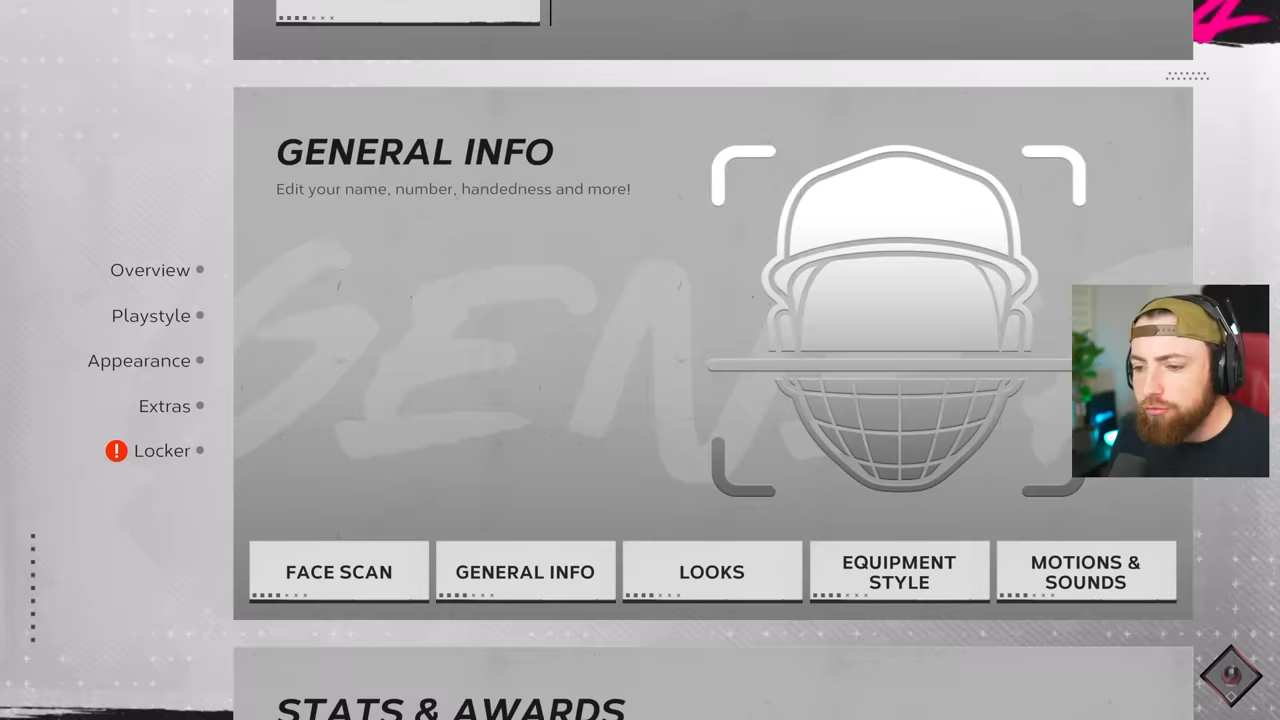 GENERAL INFO
Edit your name, number, handedness and more!
Overview
Playstyle
Appearance
Extras
! Locker
FACE SCAN
GENERAL INFO
LOOKS
EQUIPMENT
STYLE
MOTIONS &
SOUNDS
STATS & AWARDS